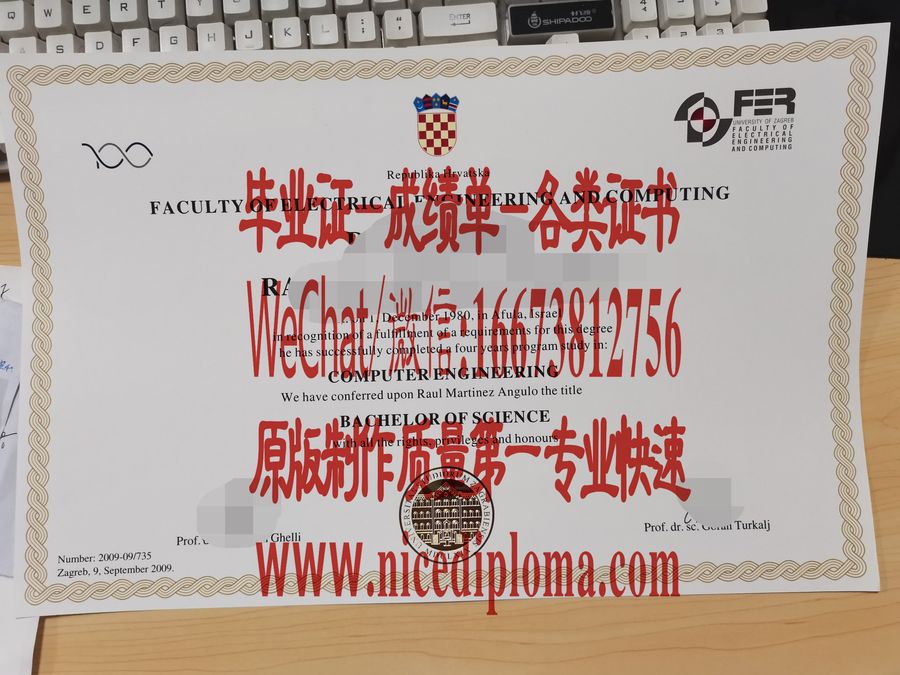 ENTER
SHIPADOO
100
FER
UNIVERSITY OF ZAGREB
FACULTY OF
ELECTRICAL
ENGINEERING
AND COMPUTING
Republika Hrvatska
FACULTY OF ELECTRICAL ENGINEERING AND COMPUTING
毕业证—成绩单—各类证书
RA
1, December 1980, in Afula, Israel
WeChat/微信:16673812756
in recognition of a fulfillment of a requirements for this degree
he has successfully completed a four years program study in:
COMPUTER ENGINEERING
We have conferred upon Raul Martinez Angulo the title
BACHELOR OF SCIENCE
with all the rights, privileges and honours
原版制作质量第一专业快速
Prof. Ghelli
Prof. dr. sc. Goran Turkalj
www.nicediploma.com
Number: 2009-09/735
Zagreb, 9, September 2009.